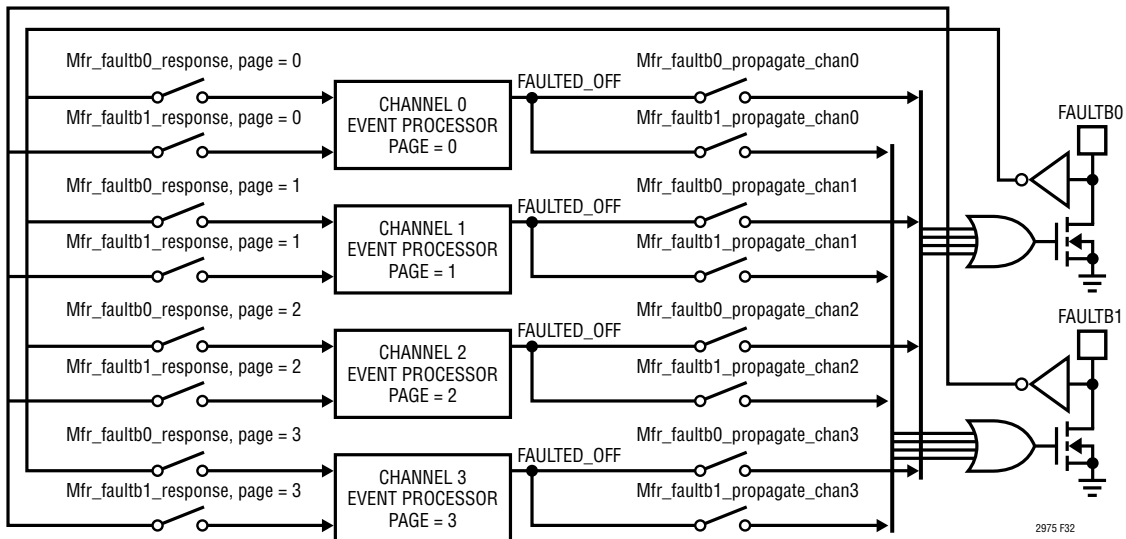 Mfr_faultb0_response, page = 0
Mfr_faultb1_response, page = 0
CHANNEL 0
EVENT PROCESSOR
PAGE = 0
FAULTED_OFF
Mfr_faultb0_propagate_chan0
Mfr_faultb1_propagate_chan0
Mfr_faultb0_response, page = 1
Mfr_faultb1_response, page = 1
CHANNEL 1
EVENT PROCESSOR
PAGE = 1
FAULTED_OFF
Mfr_faultb0_propagate_chan1
Mfr_faultb1_propagate_chan1
Mfr_faultb0_response, page = 2
Mfr_faultb1_response, page = 2
CHANNEL 2
EVENT PROCESSOR
PAGE = 2
FAULTED_OFF
Mfr_faultb0_propagate_chan2
Mfr_faultb1_propagate_chan2
Mfr_faultb0_response, page = 3
Mfr_faultb1_response, page = 3
CHANNEL 3
EVENT PROCESSOR
PAGE = 3
FAULTED_OFF
Mfr_faultb0_propagate_chan3
Mfr_faultb1_propagate_chan3
FAULTB0
FAULTB1
2975 F32